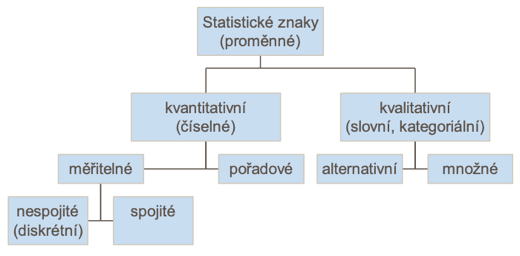 Statistické znaky
(proměnné)
kvantitativní
(číselné)
kvalitativní
(slovní, kategoriální)
měřitelné
pořadové
alternativní
množné
nespojité
(diskrétní)
spojité